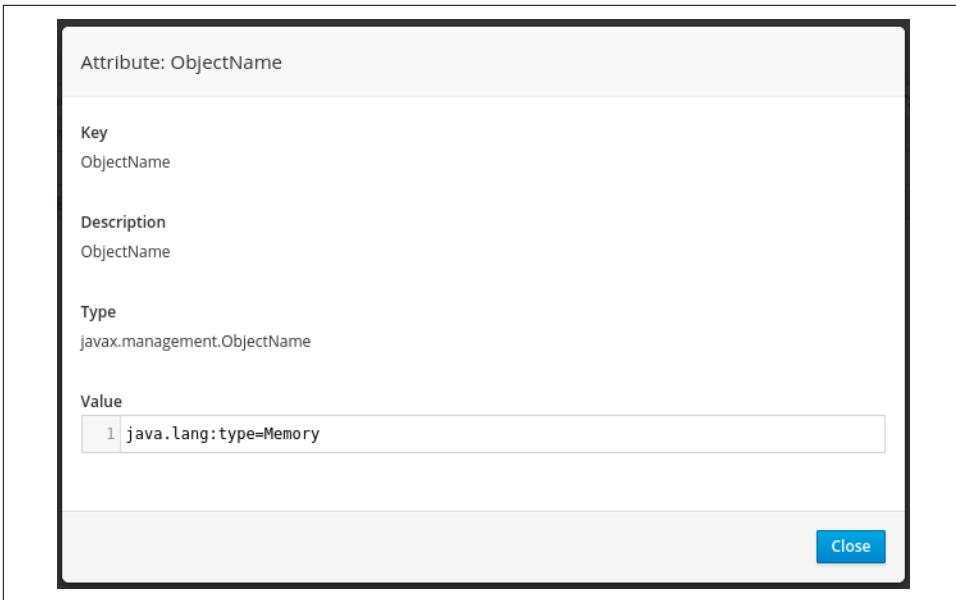 Attribute: ObjectName
Key
ObjectName
Description
ObjectName
Type
javax.management.ObjectName
Value
1 java.lang:type=Memory
Close